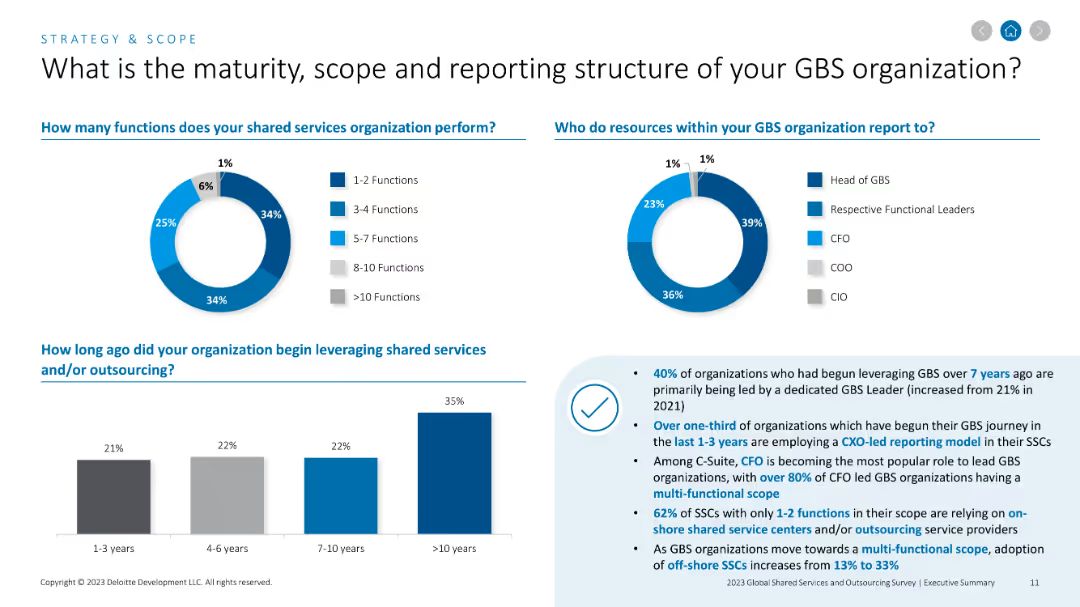 STRATEGY & SCOPE
What is the maturity, scope and reporting structure of your GBS organization?
How many functions does your shared services organization perform?
1%
6%
34%
25%
34%
1-2 Functions
3-4 Functions
5-7 Functions
8-10 Functions
>10 Functions
Who do resources within your GBS organization report to?
1%
1%
23%
39%
36%
Head of GBS
Respective Functional Leaders
CFO
COO
CIO
How long ago did your organization begin leveraging shared services
and/or outsourcing?
21%
22%
22%
35%
1-3 years
4-6 years
7-10 years
>10 years
• 40% of organizations who had begun leveraging GBS over 7 years ago are
primarily being led by a dedicated GBS Leader (increased from 21% in
2021)
• Over one-third of organizations which have begun their GBS journey in
the last 1-3 years are employing a CXO-led reporting model in their SSCs
• Among C-Suite, CFO is becoming the most popular role to lead GBS
organizations, with over 80% of CFO led GBS organizations having a
multi-functional scope
• 62% of SSCs with only 1-2 functions in their scope are relying on on-
shore shared service centers and/or outsourcing service providers
• As GBS organizations move towards a multi-functional scope, adoption
of off-shore SSCs increases from 13% to 33%
Copyright © 2023 Deloitte Development LLC. All rights reserved.
2023 Global Shared Services and Outsourcing Survey | Executive Summary
11